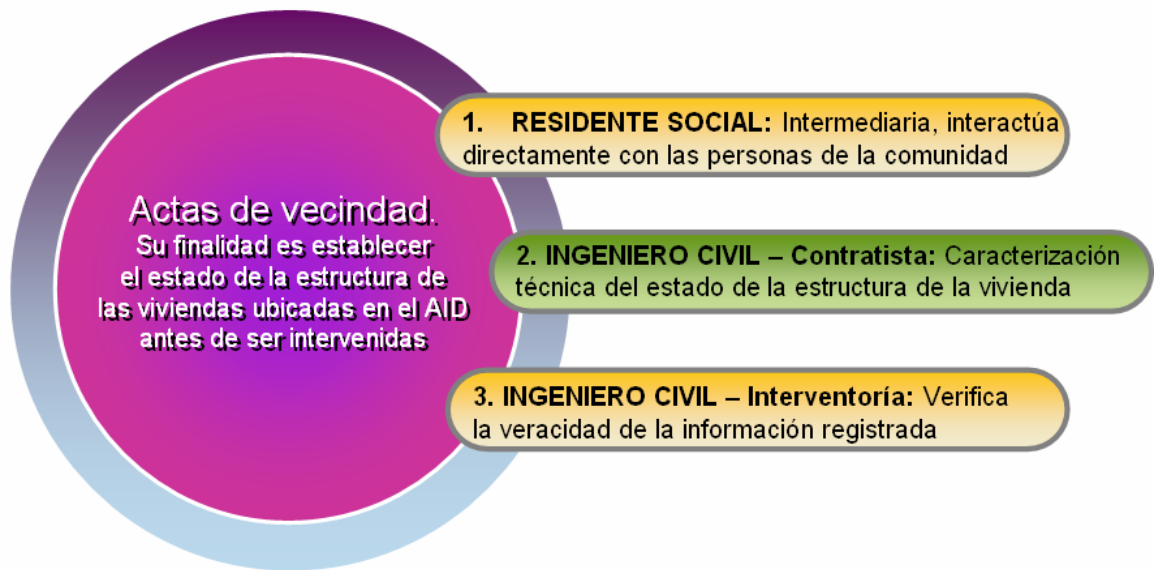 Actas de vecindad.
Su finalidad es establecer
el estado de la estructura de
las viviendas ubicadas en el AID
antes de ser intervenidas
1. RESIDENTE SOCIAL: Intermediaria, interactúa
directamente con las personas de la comunidad
2. INGENIERO CIVIL – Contratista: Caracterización
técnica del estado de la estructura de la vivienda
3. INGENIERO CIVIL – Interventoría: Verifica
la veracidad de la información registrada